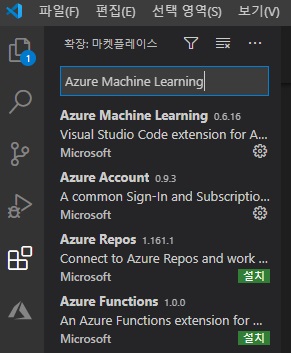 파일(F) 편집(E) 선택 영역(S) 보기(V)
확장: 마켓플레이스
1
Azure Machine Learning
Azure Machine Learning 0.6.16
Visual Studio Code extension for A...
Microsoft
Azure Account 0.9.3
A common Sign-In and Subscriptio...
Microsoft
Azure Repos 1.161.1
Connect to Azure Repos and work ...
Microsoft 설치
Azure Functions 1.0.0
An Azure Functions extension for ...
Microsoft 설치